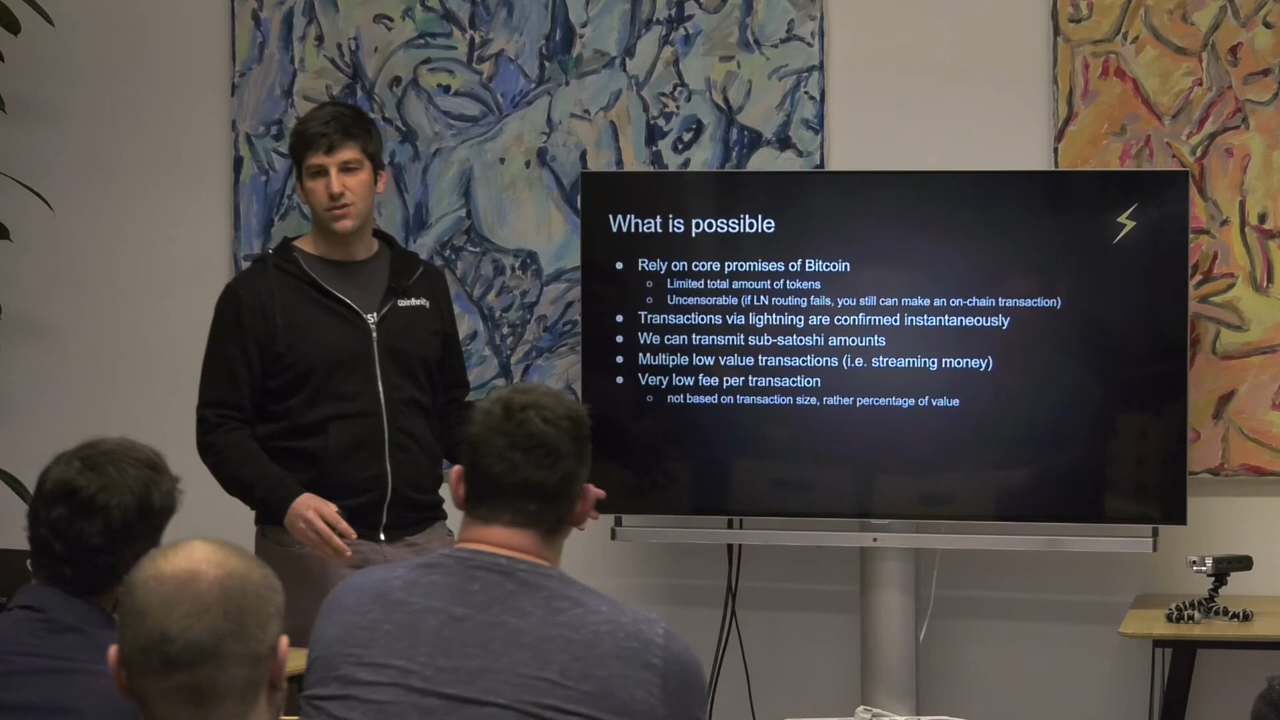 What is possible
Rely on core promises of Bitcoin
Limited total amount of tokens
Uncensorable (if LN routing fails, you still can make an on-chain transaction)
Transactions via lightning are confirmed instantaneously
We can transmit sub-satoshi amounts
Multiple low value transactions (i.e. streaming money)
Very low fee per transaction
not based on transaction size, rather percentage of value
coinfinity